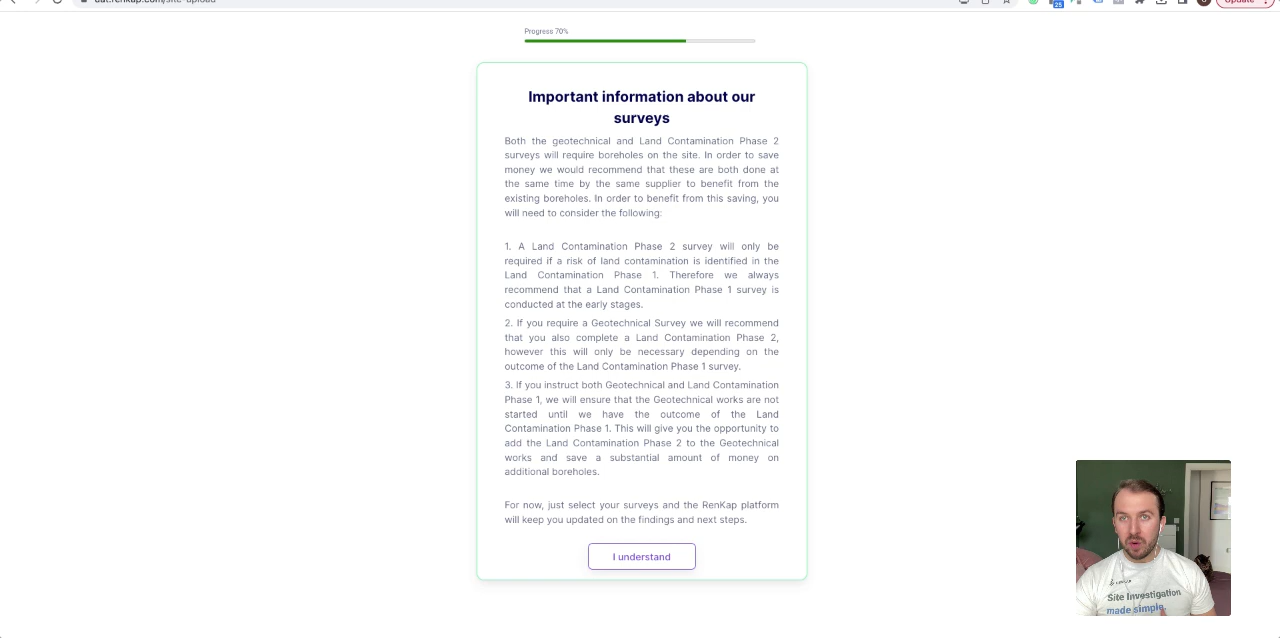 dat.renkap.com/site-upload
25
Update
Progress 70%
Important information about our
surveys
Both the geotechnical and Land Contamination Phase 2
surveys will require boreholes on the site. In order to save
money we would recommend that these are both done at
the same time by the same supplier to benefit from the
existing boreholes. In order to benefit from this saving, you
will need to consider the following:
1. A Land Contamination Phase 2 survey will only be
required if a risk of land contamination is identified in the
Land Contamination Phase 1. Therefore we always
recommend that a Land Contamination Phase 1 survey is
conducted at the early stages.
2. If you require a Geotechnical Survey we will recommend
that you also complete a Land Contamination Phase 2,
however this will only be necessary depending on the
outcome of the Land Contamination Phase 1 survey.
3. If you instruct both Geotechnical and Land Contamination
Phase 1, we will ensure that the Geotechnical works are not
started until we have the outcome of the Land
Contamination Phase 1. This will give you the opportunity to
add the Land Contamination Phase 2 to the Geotechnical
works and save a substantial amount of money on
additional boreholes.
For now, just select your surveys and the RenKap platform
will keep you updated on the findings and next steps.
I understand
Site Investigation
made simple.